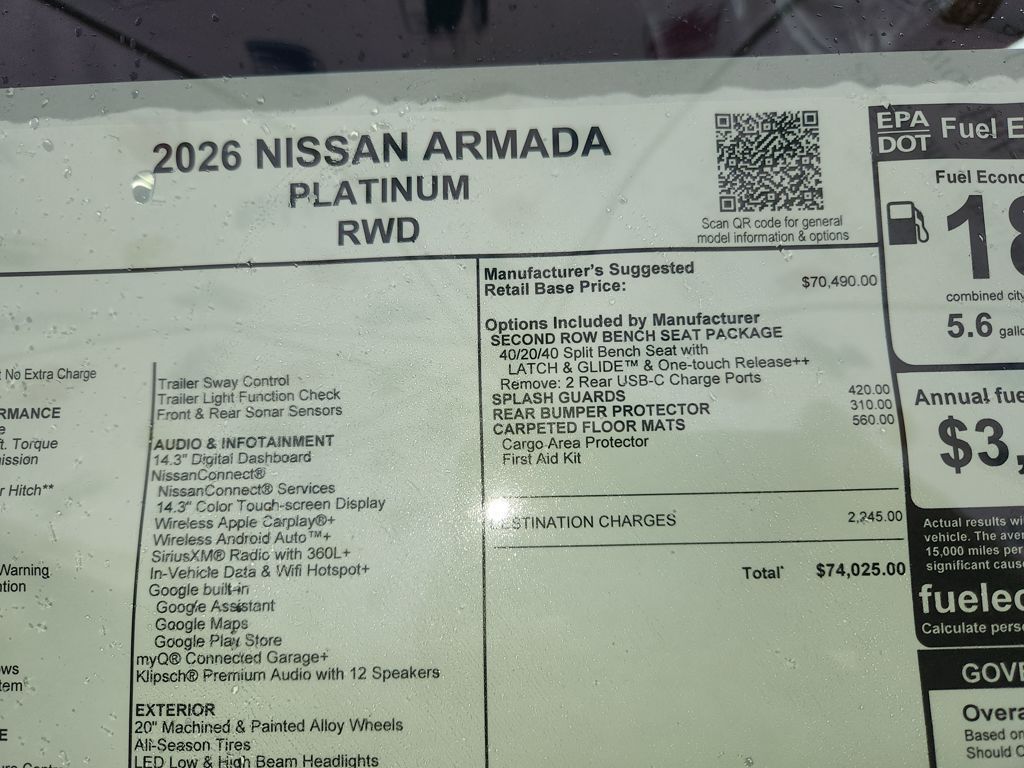 2026 NISSAN ARMADA
PLATINUM
RWD
Scan QR code for general
model information & options
No Extra Charge
Torque
Hitch**
Warning
Trailer Sway Control
Trailer Light Function Check
Front & Rear Sonar Sensors
AUDIO & INFOTAINMENT
14.3" Digital Dashboard
NissanConnect®
NissanConnect® Services
14.3" Color Touch-screen Display
Wireless Apple Carplay®+
Wireless Android Auto™+
SiriusXM® Radio with 360L+
In-Vehicle Data & Wifi Hotspot+
Google built-in
Google Assistant
Google Maps
Google Play Store
myQ® Connected Garage+
Klipsch® Premium Audio with 12 Speakers
EXTERIOR
20" Machined & Painted Alloy Wheels
All-Season Tires
LED Low & High Beam Headlights
Manufacturer's Suggested
Retail Base Price: $70,490.00
Options Included by Manufacturer
SECOND ROW BENCH SEAT PACKAGE
40/20/40 Split Bench Seat with
LATCH & GLIDE™ & One-touch Release++
Remove: 2 Rear USB-C Charge Ports
SPLASH GUARDS 420.00
REAR BUMPER PROTECTOR 310.00
CARPETED FLOOR MATS 560.00
Cargo Area Protector
First Aid Kit
DESTINATION CHARGES 2,245.00
Total* $74,025.00
EPA
DOT Fuel E
Fuel Econo
18
combined city
5.6 gallo
Annual fue
$3,
Actual results wi
vehicle. The aver
15,000 miles per
significant cause
fuelec
Calculate perso
GOVE
Overa
Based on
Should O